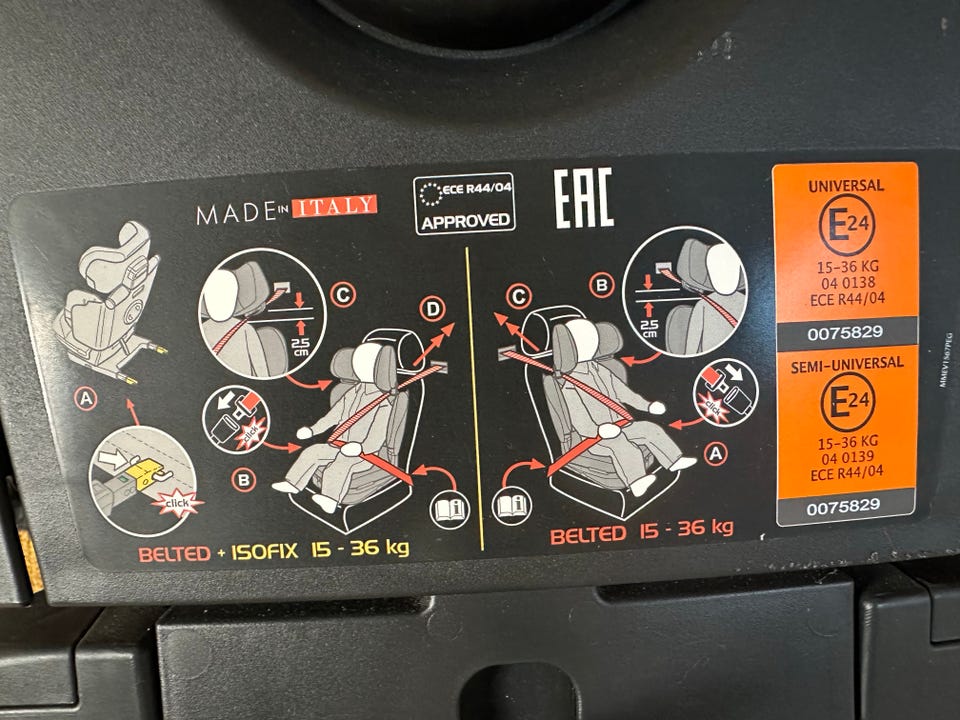 MADE IN ITALY
ECE R44/04
APPROVED
EAC
C
D
2.5
cm
A
B
click
click
BELTED + ISOFIX 15 - 36 kg
C
B
2.5
cm
click
A
BELTED 15 - 36 kg
UNIVERSAL
E24
15-36 KG
04 0138
ECE R44/04
0075829
SEMI-UNIVERSAL
E24
15-36 KG
04 0139
ECE R44/04
0075829